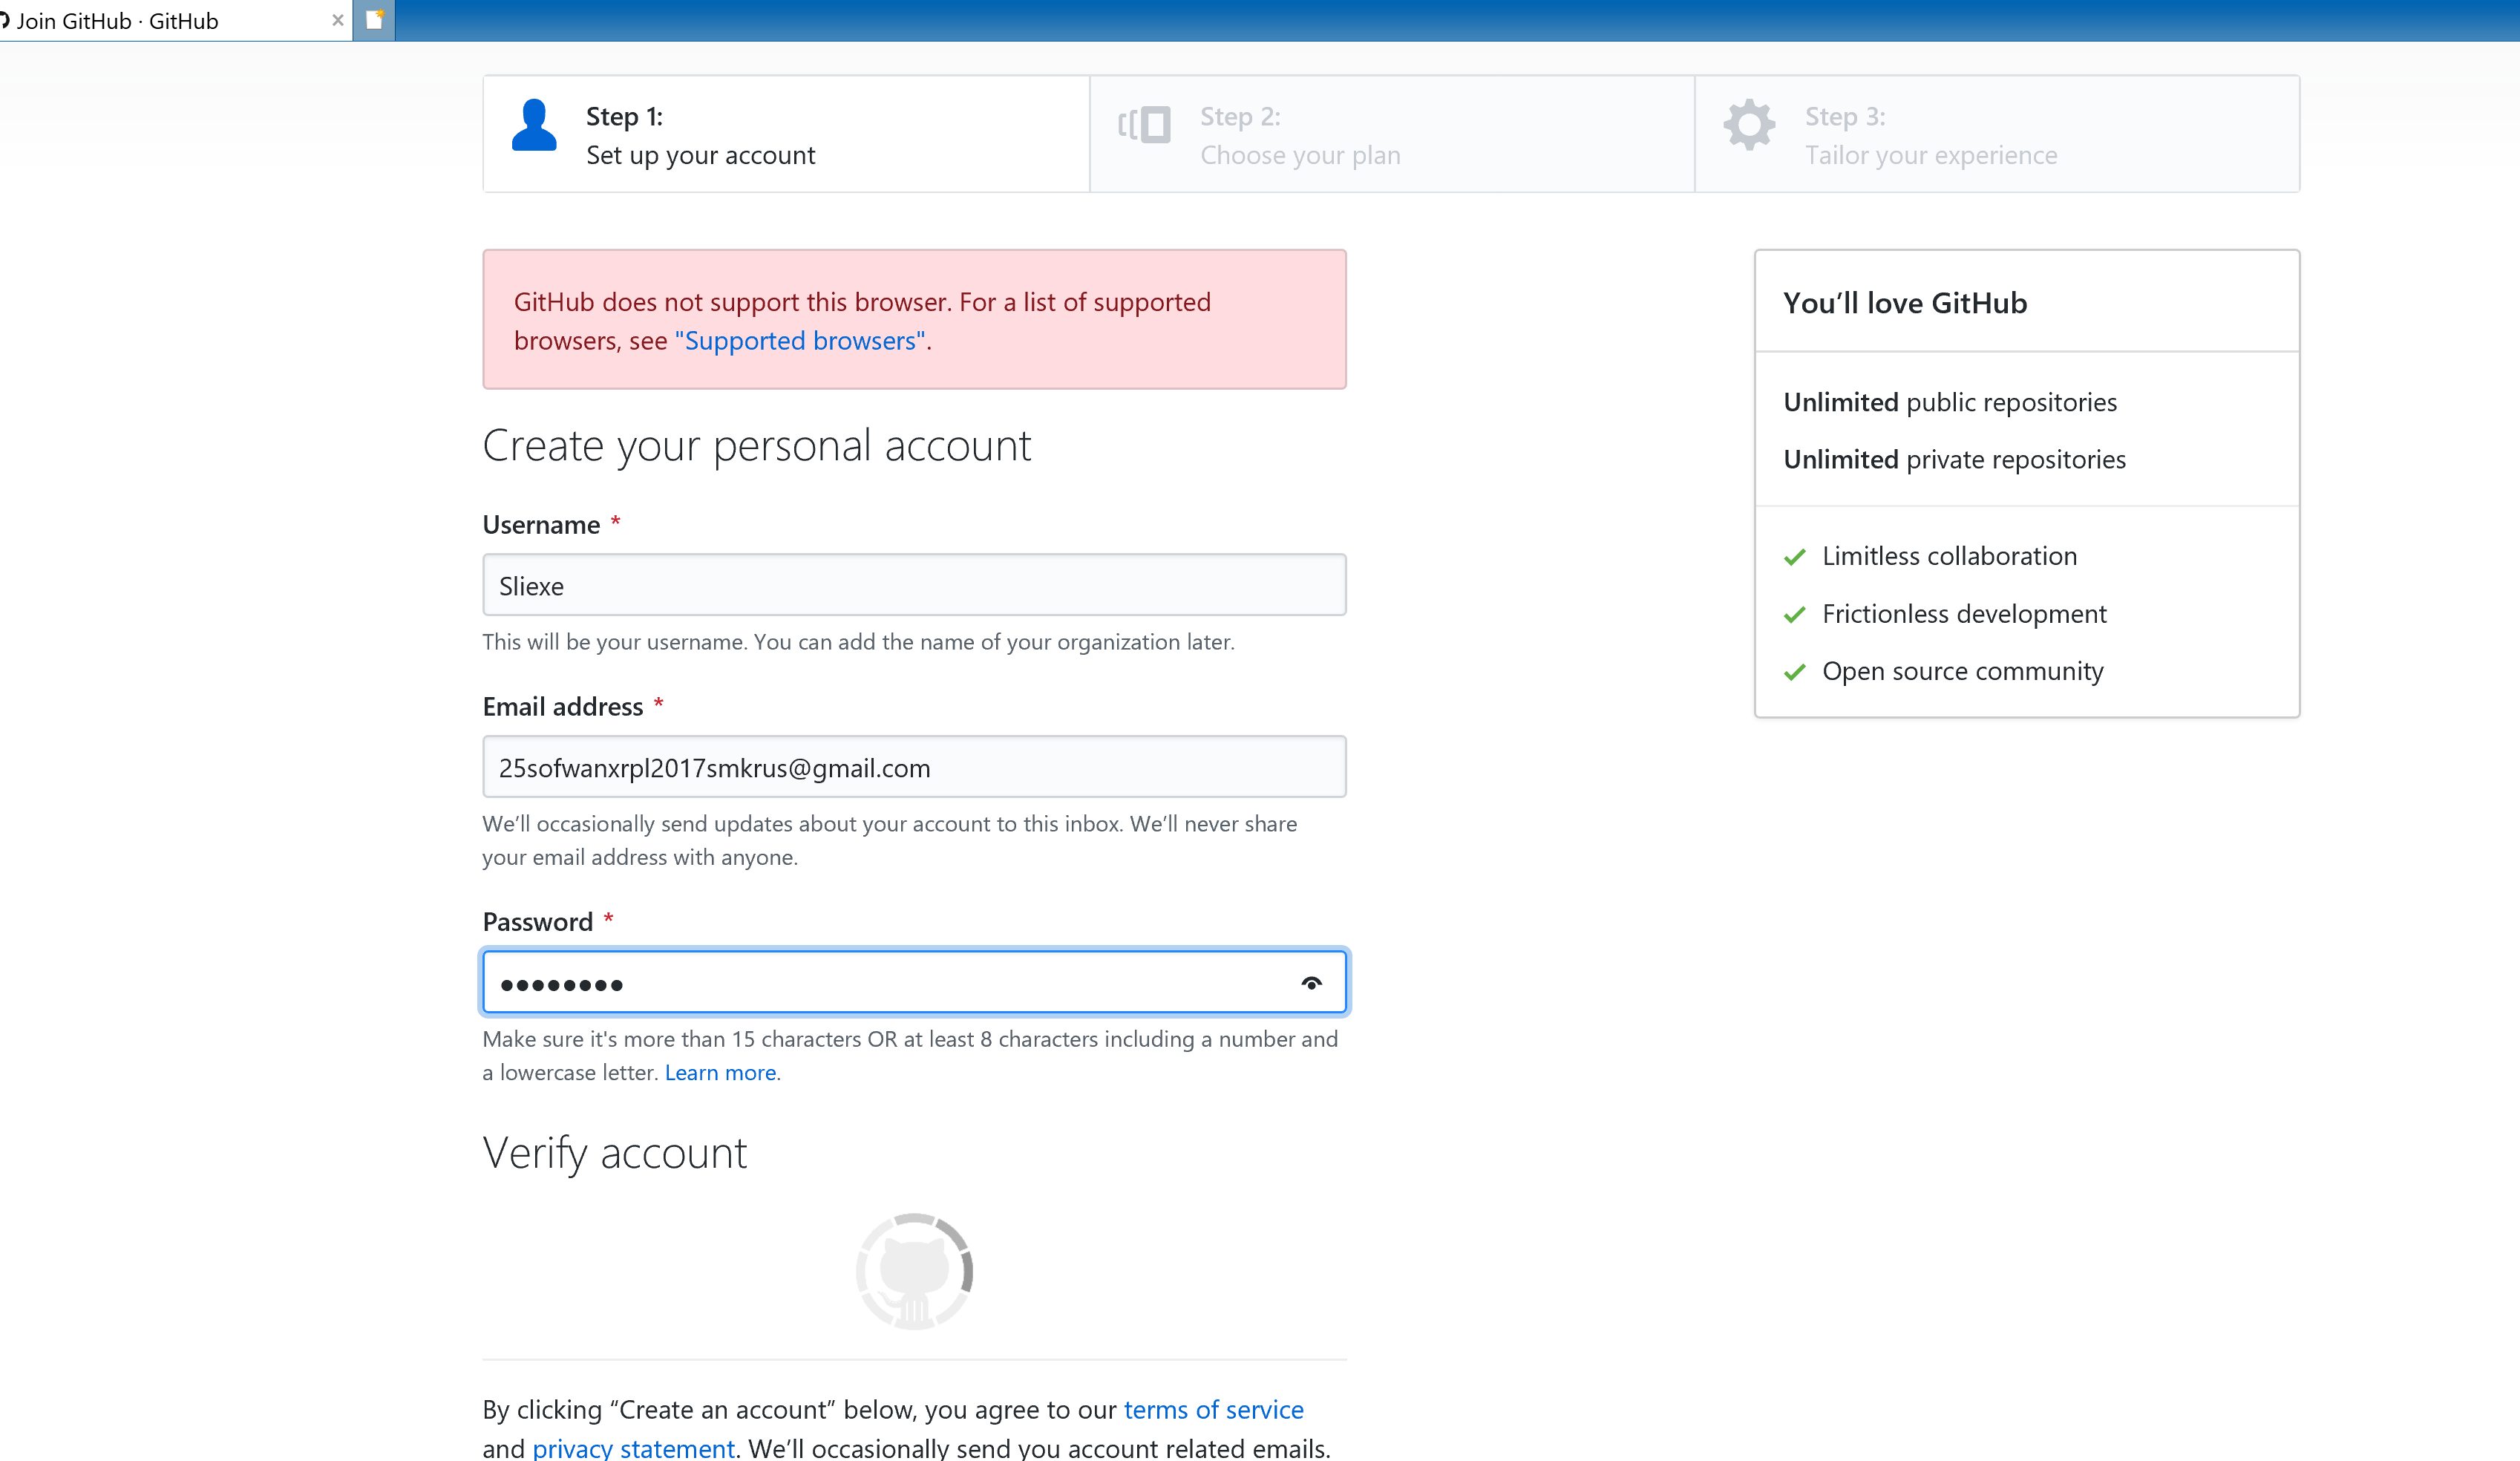 Join GitHub · GitHub
Step 1:
Set up your account
Step 2:
Choose your plan
Step 3:
Tailor your experience
GitHub does not support this browser. For a list of supported
browsers, see "Supported browsers".
Create your personal account
Username *
Sliexe
This will be your username. You can add the name of your organization later.
Email address *
25sofwanxrpl2017smkrus@gmail.com
We’ll occasionally send updates about your account to this inbox. We’ll never share
your email address with anyone.
Password *
Make sure it's more than 15 characters OR at least 8 characters including a number and
a lowercase letter. Learn more.
Verify account
By clicking “Create an account” below, you agree to our terms of service
and privacy statement. We’ll occasionally send you account related emails.
You’ll love GitHub
Unlimited public repositories
Unlimited private repositories
Limitless collaboration
Frictionless development
Open source community